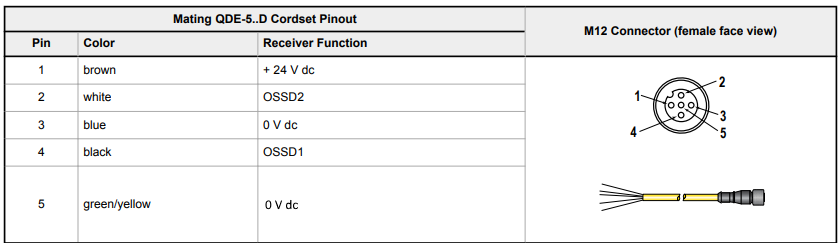 Mating QDE-5..D Cordset Pinout
M12 Connector (female face view)
Pin Color Receiver Function
1 brown + 24 V dc
2 white OSSD2
3 blue 0 V dc
4 black OSSD1
5 green/yellow 0 V dc
1 2
3
4 5